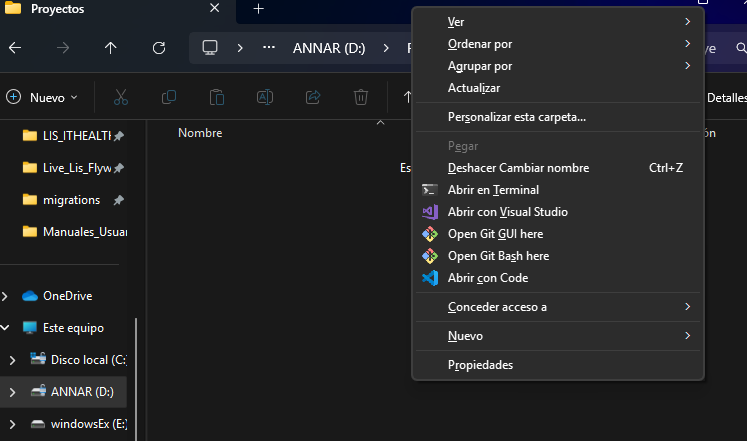 Proyectos
ANNAR (D:)
Nuevo
Detalles
Nombre
LIS_ITHEALTH
Live_Lis_Flyw
migrations
Manuales_Usuar
OneDrive
Este equipo
Disco local (C:
ANNAR (D:)
windowsEx (E:)
Ver
Ordenar por
Agrupar por
Actualizar
Personalizar esta carpeta...
Pegar
Deshacer Cambiar nombre Ctrl+Z
Abrir en Terminal
Abrir con Visual Studio
Open Git GUI here
Open Git Bash here
Abrir con Code
Conceder acceso a
Nuevo
Propiedades